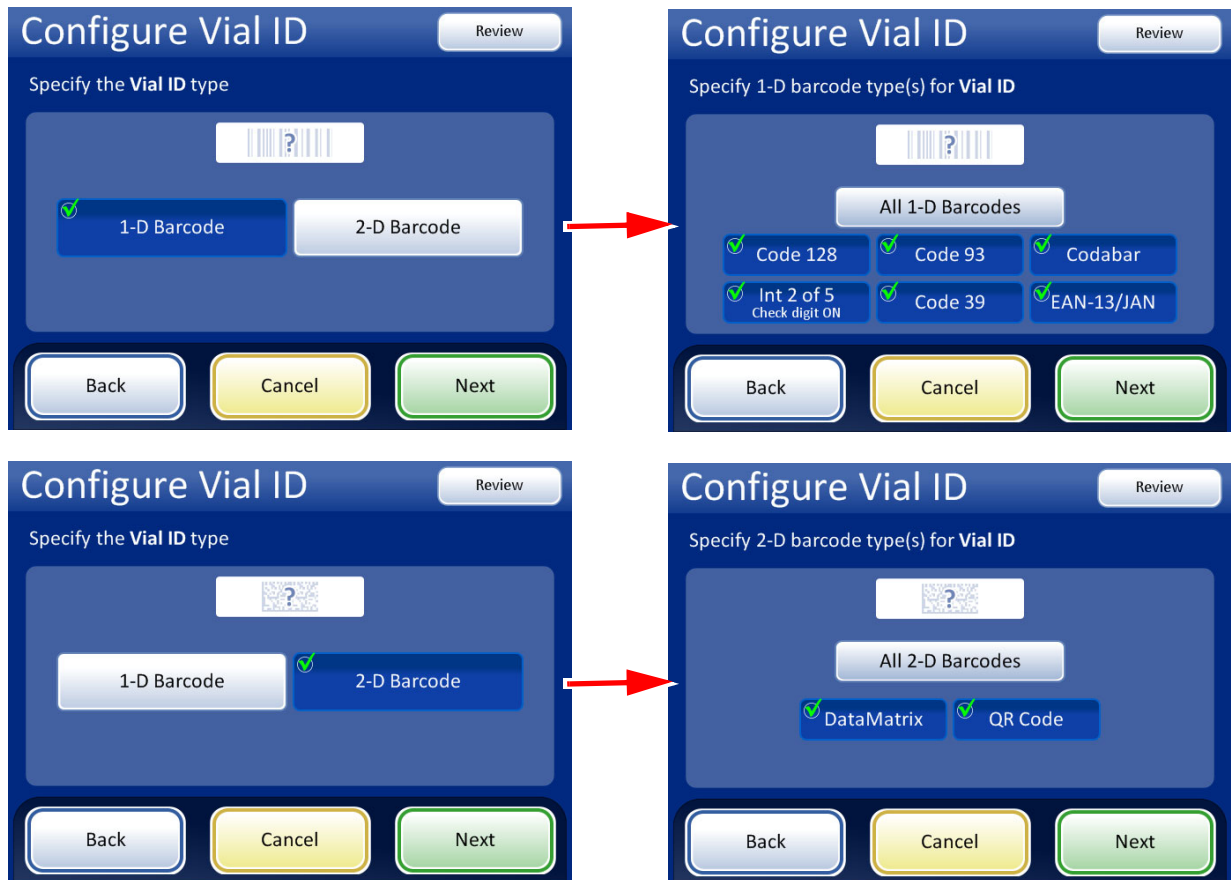 Configure Vial ID
Review
Specify the Vial ID type
?
1-D Barcode
2-D Barcode
Back
Cancel
Next
Configure Vial ID
Review
Specify 1-D barcode type(s) for Vial ID
?
All 1-D Barcodes
Code 128
Code 93
Codabar
Int 2 of 5
Check digit ON
Code 39
EAN-13/JAN
Back
Cancel
Next
Configure Vial ID
Review
Specify the Vial ID type
?
1-D Barcode
2-D Barcode
Back
Cancel
Next
Configure Vial ID
Review
Specify 2-D barcode type(s) for Vial ID
?
All 2-D Barcodes
DataMatrix
QR Code
Back
Cancel
Next